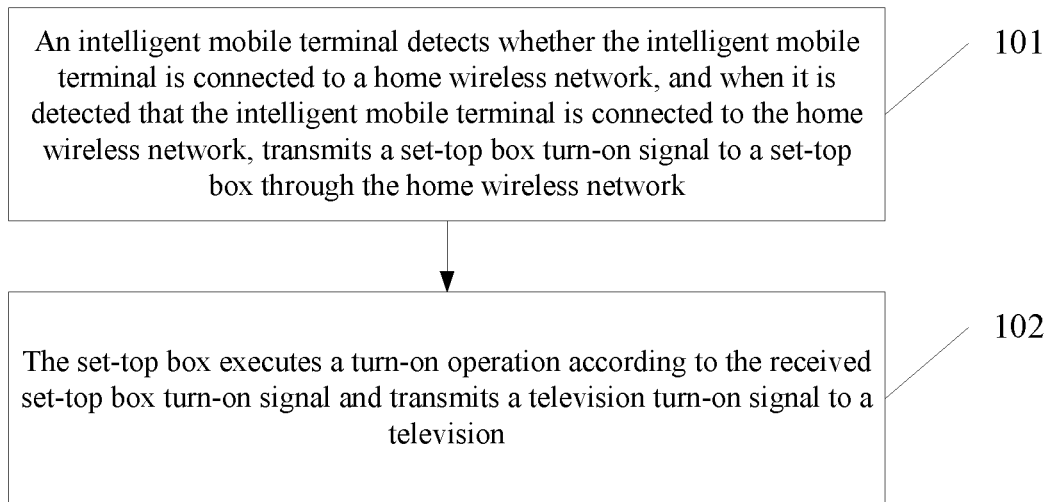 An intelligent mobile terminal detects whether the intelligent mobile
terminal is connected to a home wireless network, and when it is
detected that the intelligent mobile terminal is connected to the home
wireless network, transmits a set-top box turn-on signal to a set-top
box through the home wireless network
101
The set-top box executes a turn-on operation according to the received
set-top box turn-on signal and transmits a television turn-on signal to a
television
102